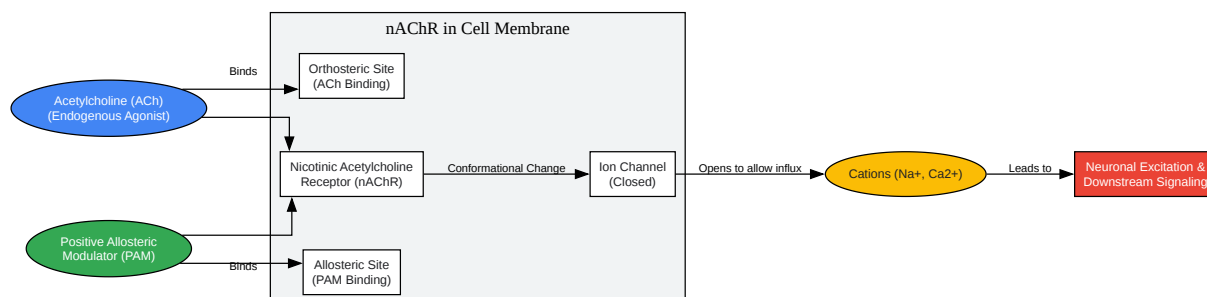 nAChR in Cell Membrane
Binds
Orthosteric Site
(ACh Binding)
Acetylcholine (ACh)
(Endogenous Agonist)
Nicotinic Acetylcholine
Receptor (nAChR)
Conformational Change
Ion Channel
(Closed)
Opens to allow influx
Cations (Na+, Ca2+)
Leads to
Neuronal Excitation &
Downstream Signaling
Positive Allosteric
Modulator (PAM)
Binds
Allosteric Site
(PAM Binding)